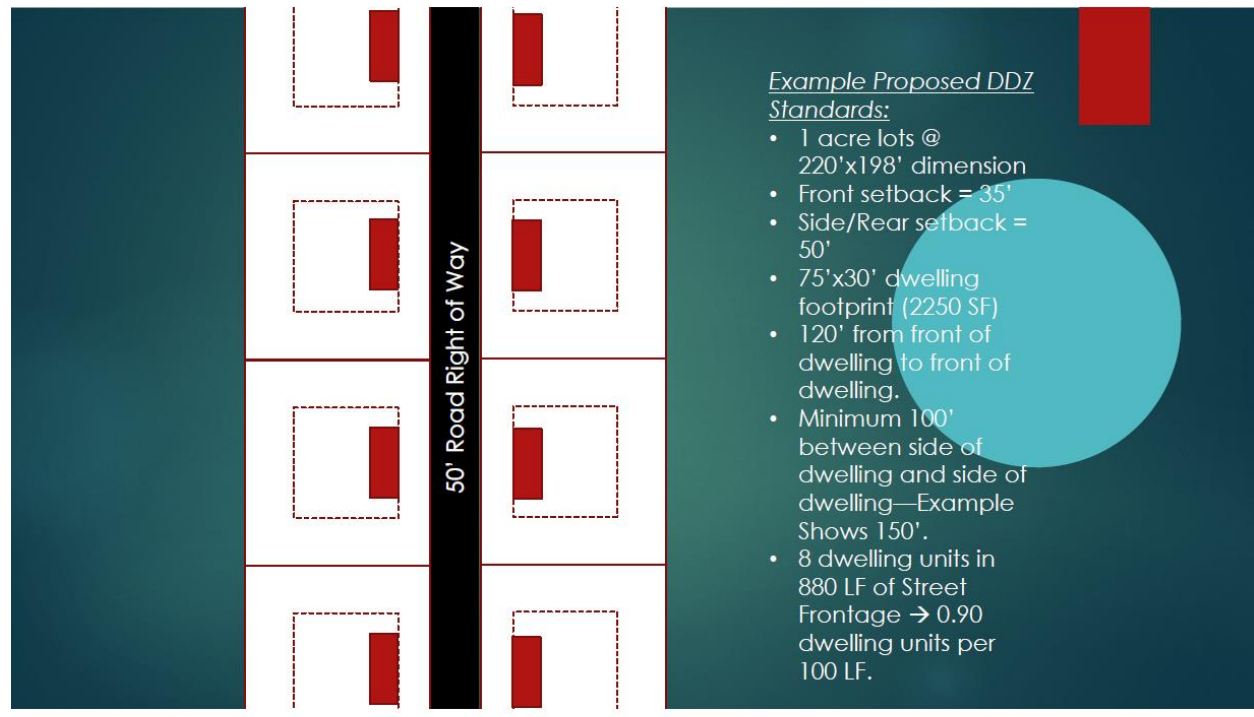 50' Road Right of Way
Example Proposed DDZ
Standards:
• 1 acre lots @
220'x198' dimension
• Front setback = 35'
• Side/Rear setback =
50'
• 75'x30' dwelling
footprint (2250 SF)
• 120' from front of
dwelling to front of
dwelling.
• Minimum 100'
between side of
dwelling and side of
dwelling—Example
Shows 150'.
• 8 dwelling units in
880 LF of Street
Frontage → 0.90
dwelling units per
100 LF.